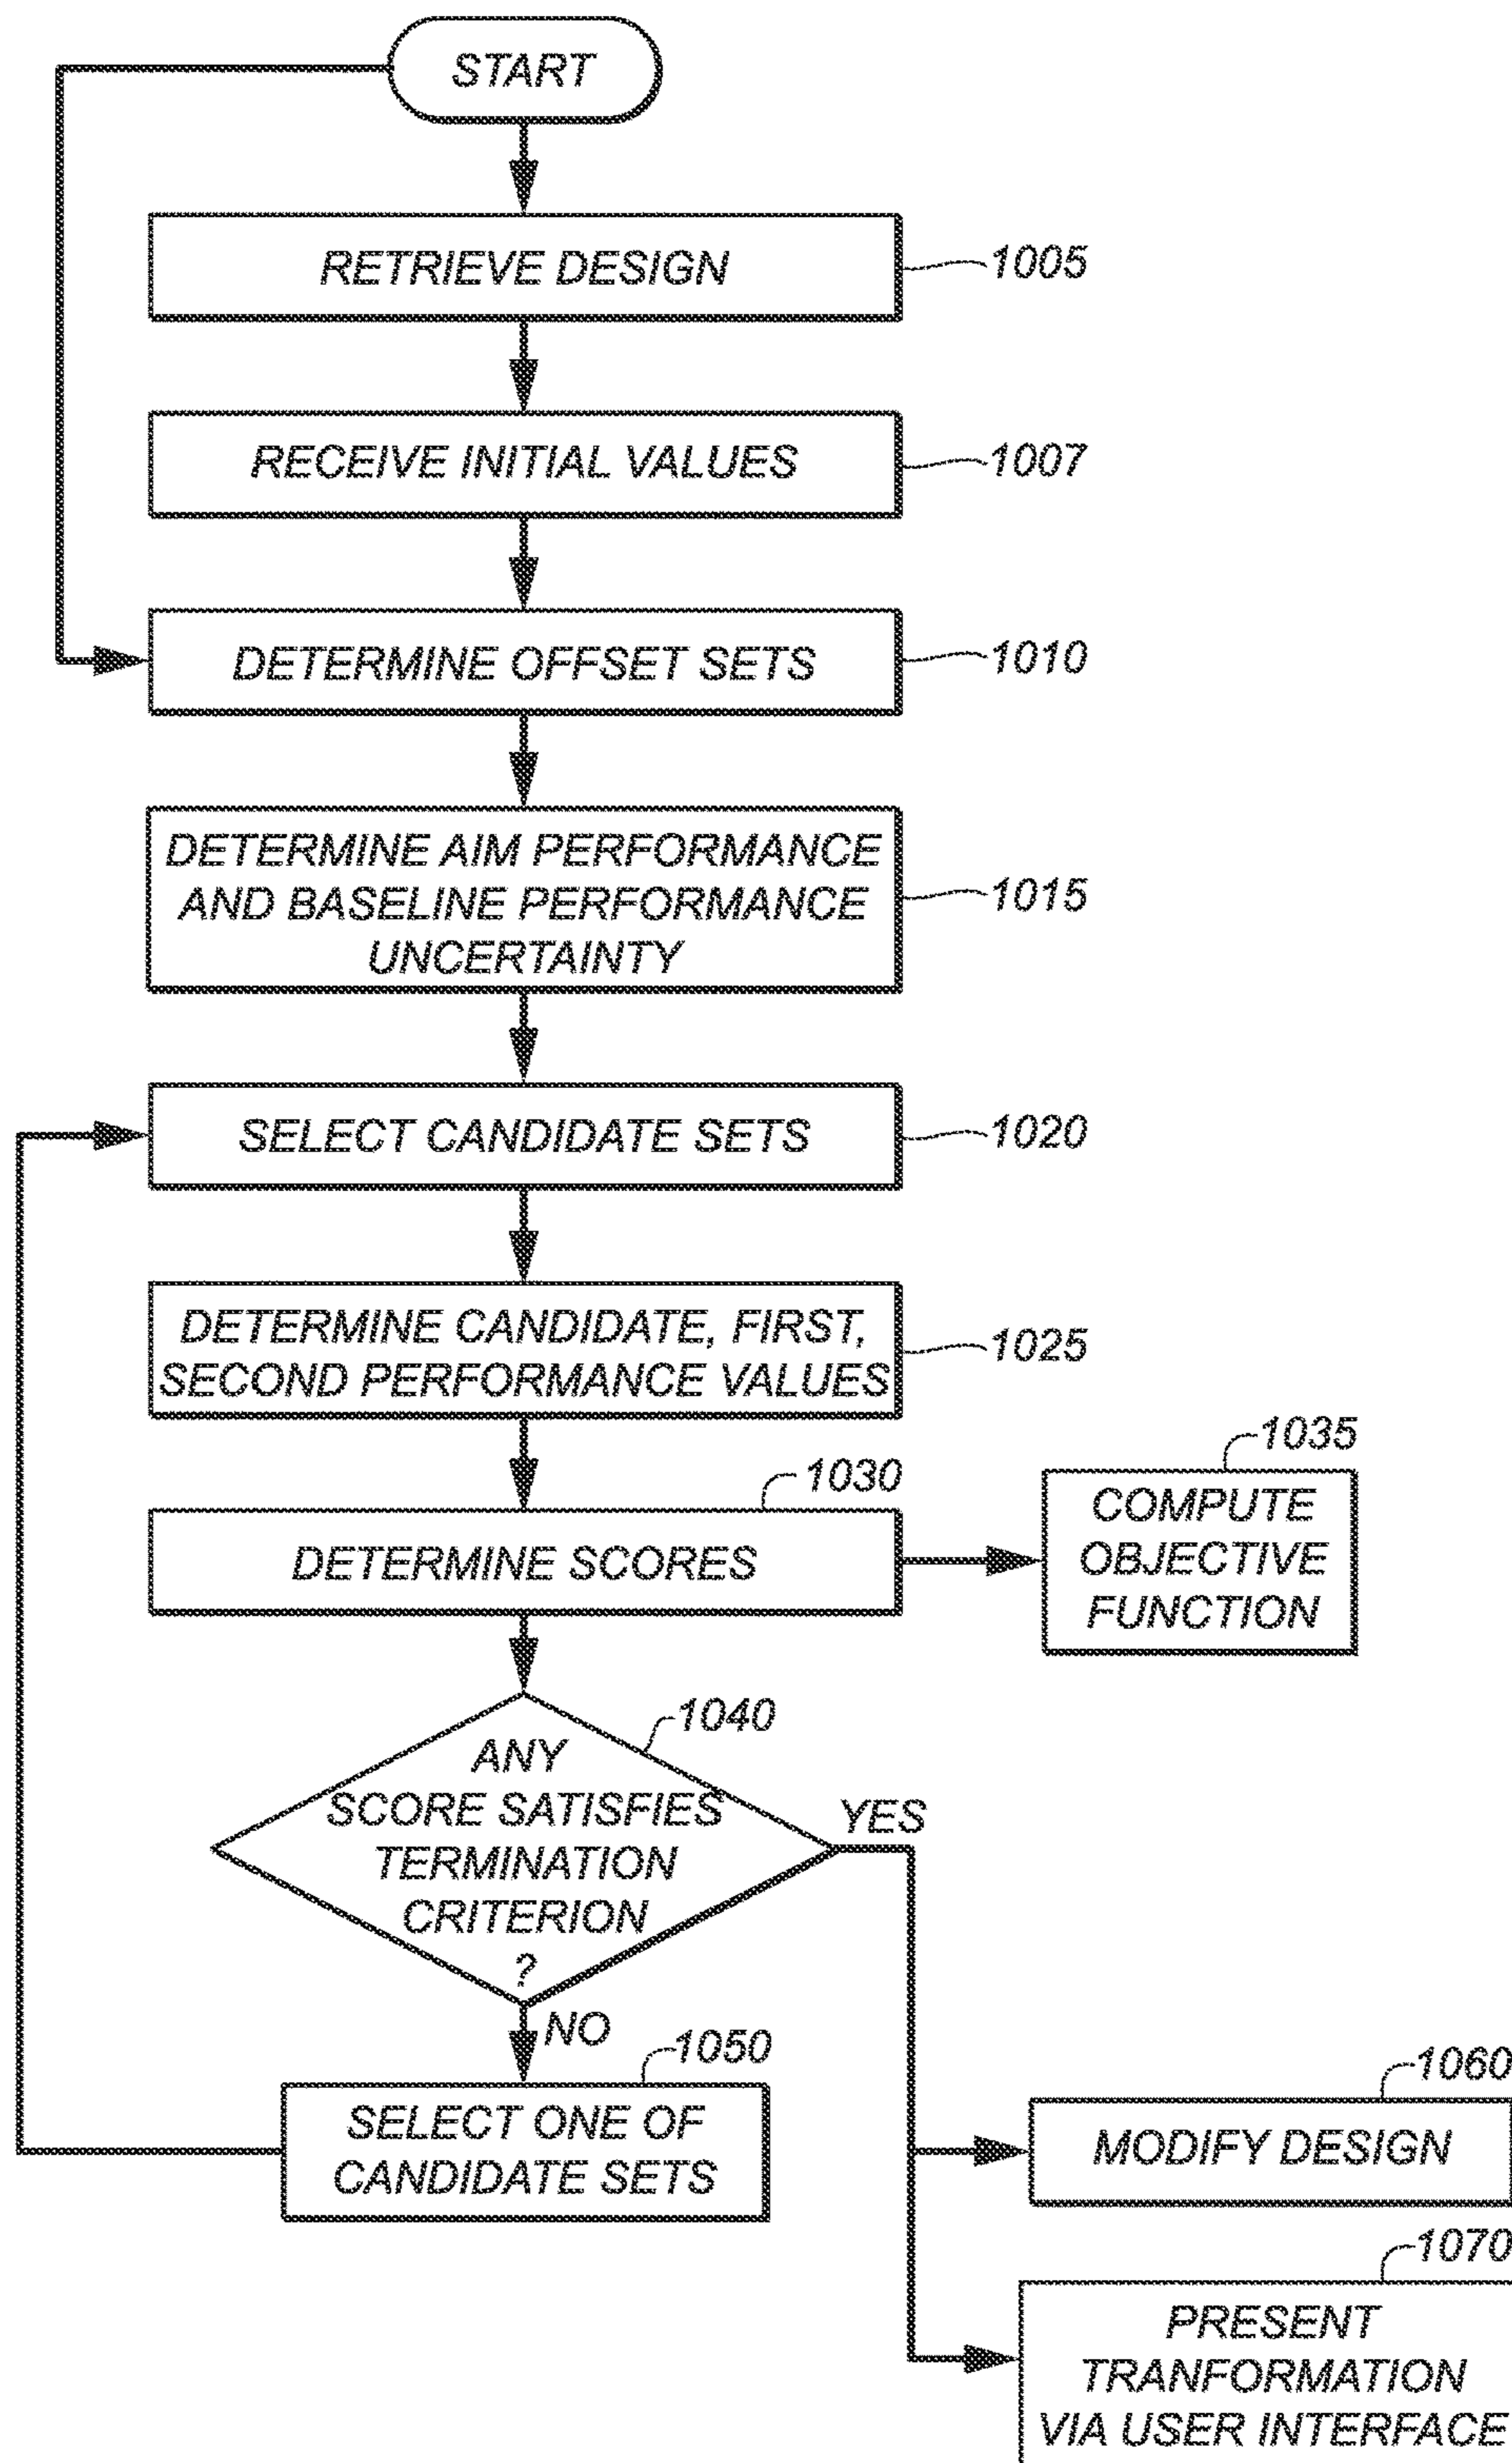 START
RETRIEVE DESIGN
1005
RECEIVE INITIAL VALUES
1007
DETERMINE OFFSET SETS
1010
DETERMINE AIM PERFORMANCE
AND BASELINE PERFORMANCE
UNCERTAINTY
1015
SELECT CANDIDATE SETS
1020
DETERMINE CANDIDATE, FIRST,
SECOND PERFORMANCE VALUES
1025
1030
DETERMINE SCORES
1035
COMPUTE
OBJECTIVE
FUNCTION
1040
ANY
SCORE SATISFIES
TERMINATION
CRITERION
?
YES
NO
1050
SELECT ONE OF
CANDIDATE SETS
1060
MODIFY DESIGN
1070
PRESENT
TRANFORMATION
VIA USER INTERFACE